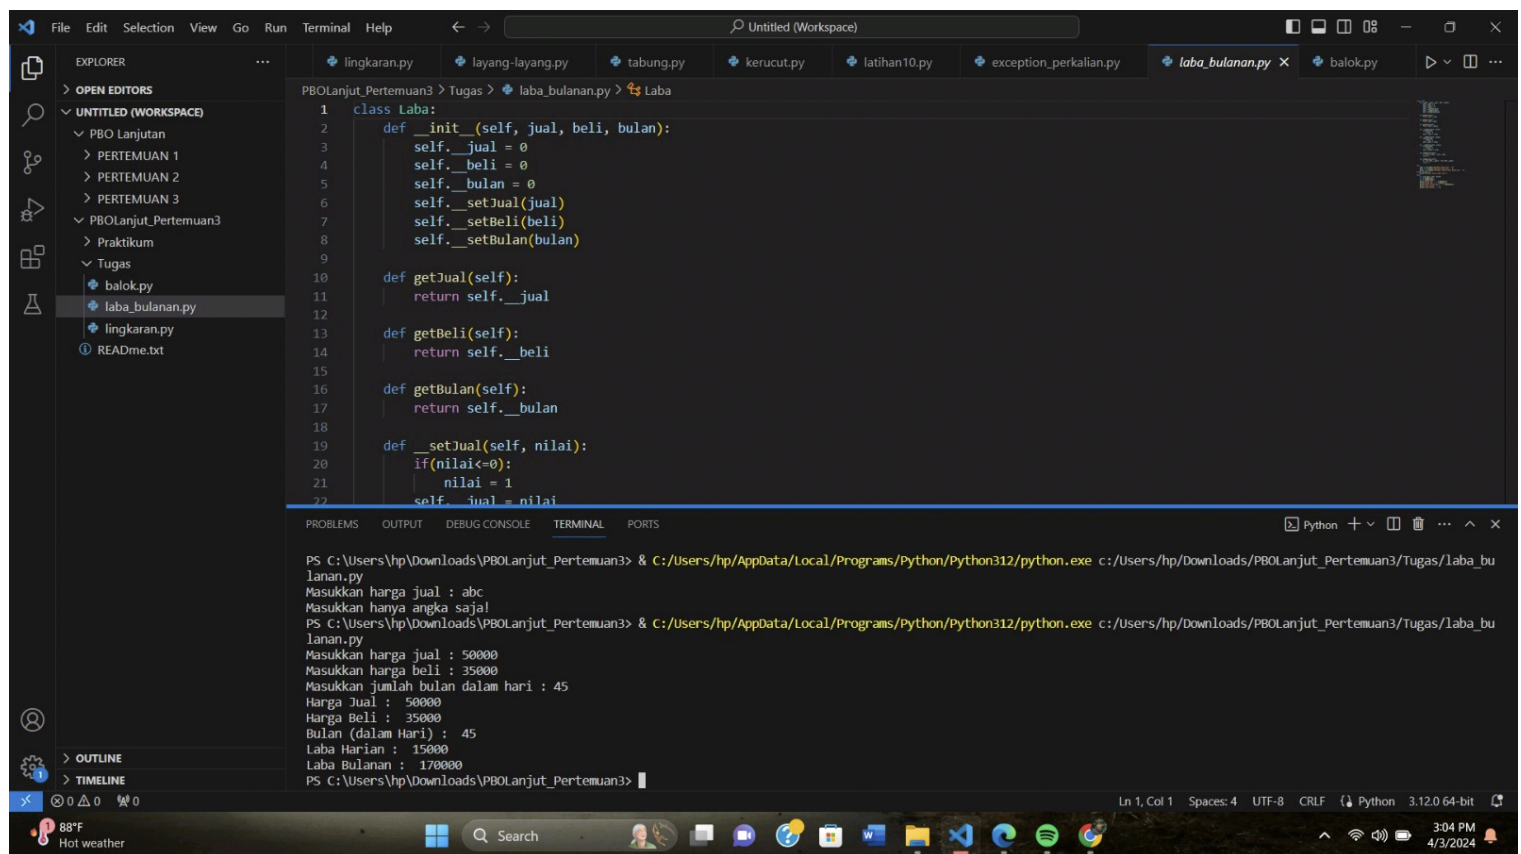 File Edit Selection View Go Run Terminal Help
Untitled (Workspace)
EXPLORER
lingkaran.py layang-layang.py tabung.py kerucut.py latihan10.py exception_perkalian.py laba_bulanan.py balok.py
OPEN EDITORS
UNTITLED (WORKSPACE)
PBO Lanjutan
PERTEMUAN 1
PERTEMUAN 2
PERTEMUAN 3
PBOLanjut_Pertemuan3
Praktikum
Tugas
balok.py
laba_bulanan.py
lingkaran.py
READme.txt
OUTLINE
TIMELINE
PBOLanjut_Pertemuan3 > Tugas > laba_bulanan.py > Laba
1 class Laba:
2 def __init__(self, jual, beli, bulan):
3 self.__jual = 0
4 self.__beli = 0
5 self.__bulan = 0
6 self.__setJual(jual)
7 self.__setBeli(beli)
8 self.__setBulan(bulan)
9
10 def getJual(self):
11 return self.__jual
12
13 def getBeli(self):
14 return self.__beli
15
16 def getBulan(self):
17 return self.__bulan
18
19 def __setJual(self, nilai):
20 if(nilai<=0):
21 nilai = 1
22 self.__jual = nilai
PROBLEMS OUTPUT DEBUG CONSOLE TERMINAL PORTS
Python
PS C:\Users\hp\Downloads\PBOLanjut_Pertemuan3> & C:/Users/hp/AppData/Local/Programs/Python/Python312/python.exe c:/Users/hp/Downloads/PBOLanjut_Pertemuan3/Tugas/laba_bu
lanan.py
Masukkan harga jual : abc
Masukkan hanya angka saja!
PS C:\Users\hp\Downloads\PBOLanjut_Pertemuan3> & C:/Users/hp/AppData/Local/Programs/Python/Python312/python.exe c:/Users/hp/Downloads/PBOLanjut_Pertemuan3/Tugas/laba_bu
lanan.py
Masukkan harga jual : 50000
Masukkan harga beli : 35000
Masukkan jumlah bulan dalam hari : 45
Harga Jual :  50000
Harga Beli :  35000
Bulan (dalam Hari) :  45
Laba Harian :  15000
Laba Bulanan :  170000
PS C:\Users\hp\Downloads\PBOLanjut_Pertemuan3>
0 0 0
Ln 1, Col 1 Spaces: 4 UTF-8 CRLF Python 3.12.0 64-bit
88°F
Hot weather
Search
3:04 PM
4/3/2024